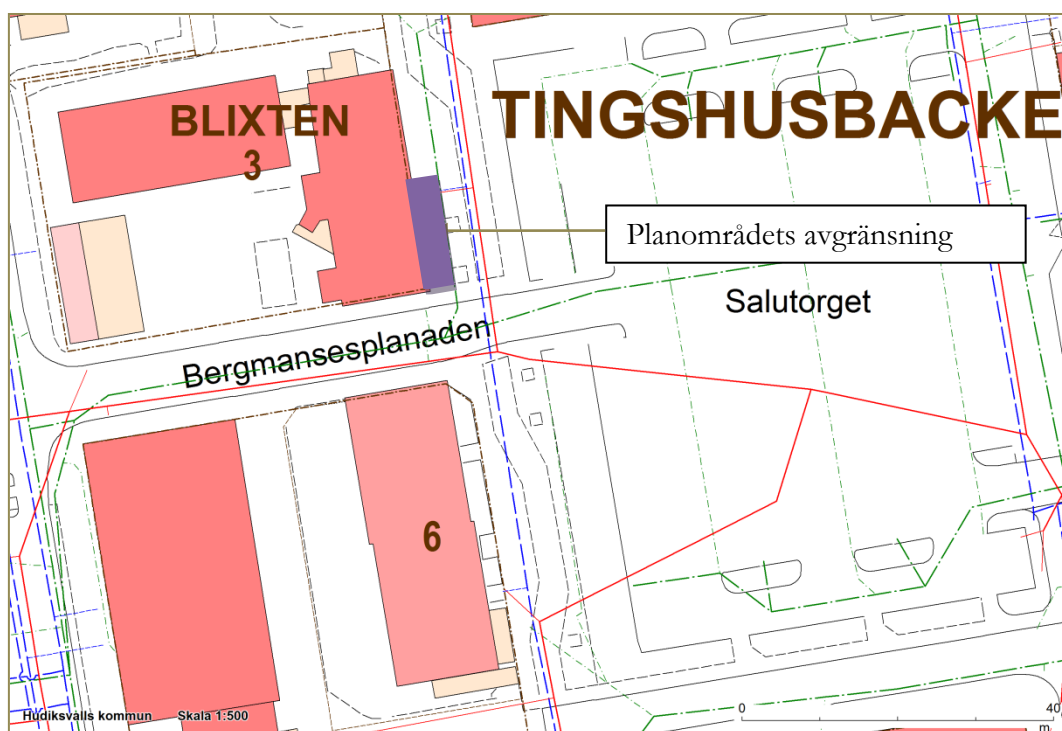 BLIXTEN
3
TINGSHUSBACKE
Planområdets avgränsning
Salutorget
Bergmansesplanaden
6
Hudiksvalls kommun Skala 1:500
0
40
m